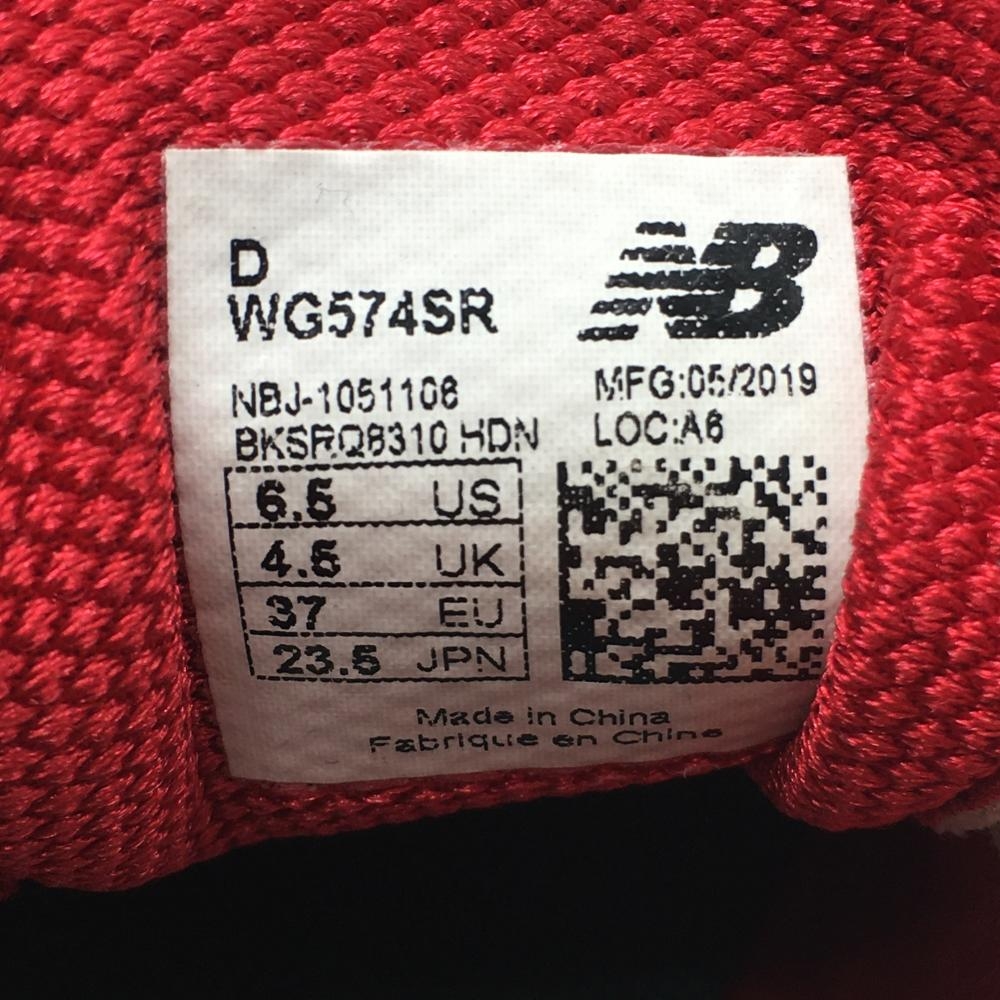 D
WG574SR
NB
NBJ-1051106
BKSRQ8310 HDN
MFG:05/2019
LOC:A6
6.5 US
4.5 UK
37 EU
23.5 JPN
Made in China
Fabrique en Chine